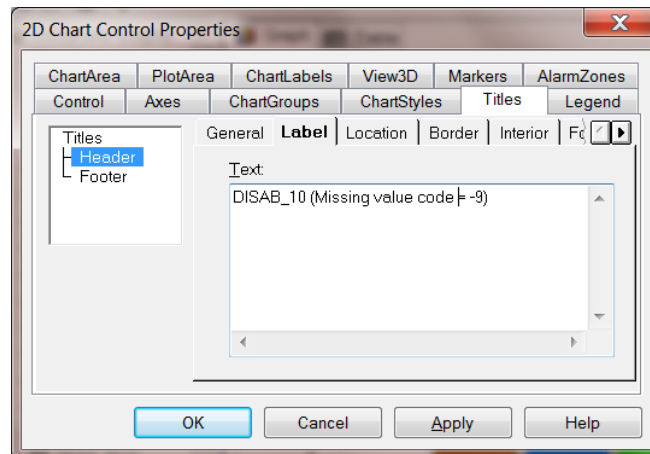 2D Chart Control Properties
X
ChartArea PlotArea ChartLabels View3D Markers AlarmZones
Control Axes ChartGroups ChartStyles Titles Legend
General Label Location Border Interior
Titles
Header
Footer
Text:
DISAB_10 (Missing value code = -9)
OK Cancel Apply Help